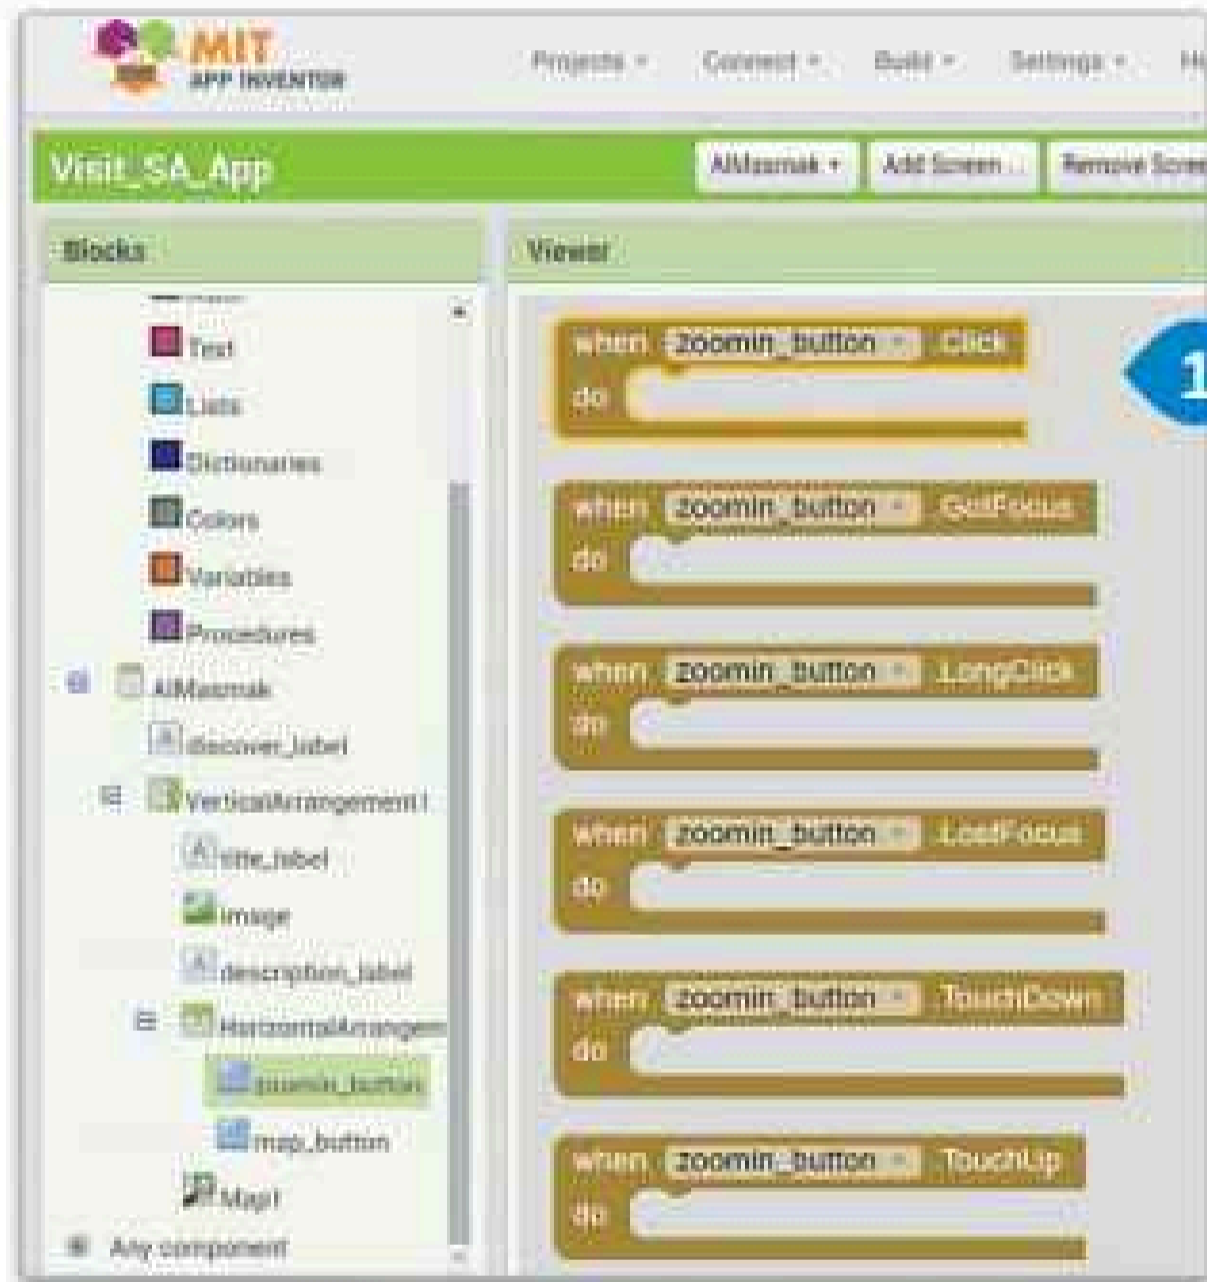 MIT
APP INVENTOR
Projects Connect Build Settings
Visit_SA_App
AlMasmak Add Screen ... Remove Scree
Blocks
Viewer
Text
Lists
Dictionaries
Colors
Variables
Procedures
AlMasmak
discover_label
VerticalArrangement1
title_label
image
description_label
HorizontalArrangem
zoomin_button
map_button
Map1
Any component
when zoomin_button .Click
do
1
when zoomin_button .GotFocus
do
when zoomin_button .LongClick
do
when zoomin_button .LostFocus
do
when zoomin_button .TouchDown
do
when zoomin_button .TouchUp
do